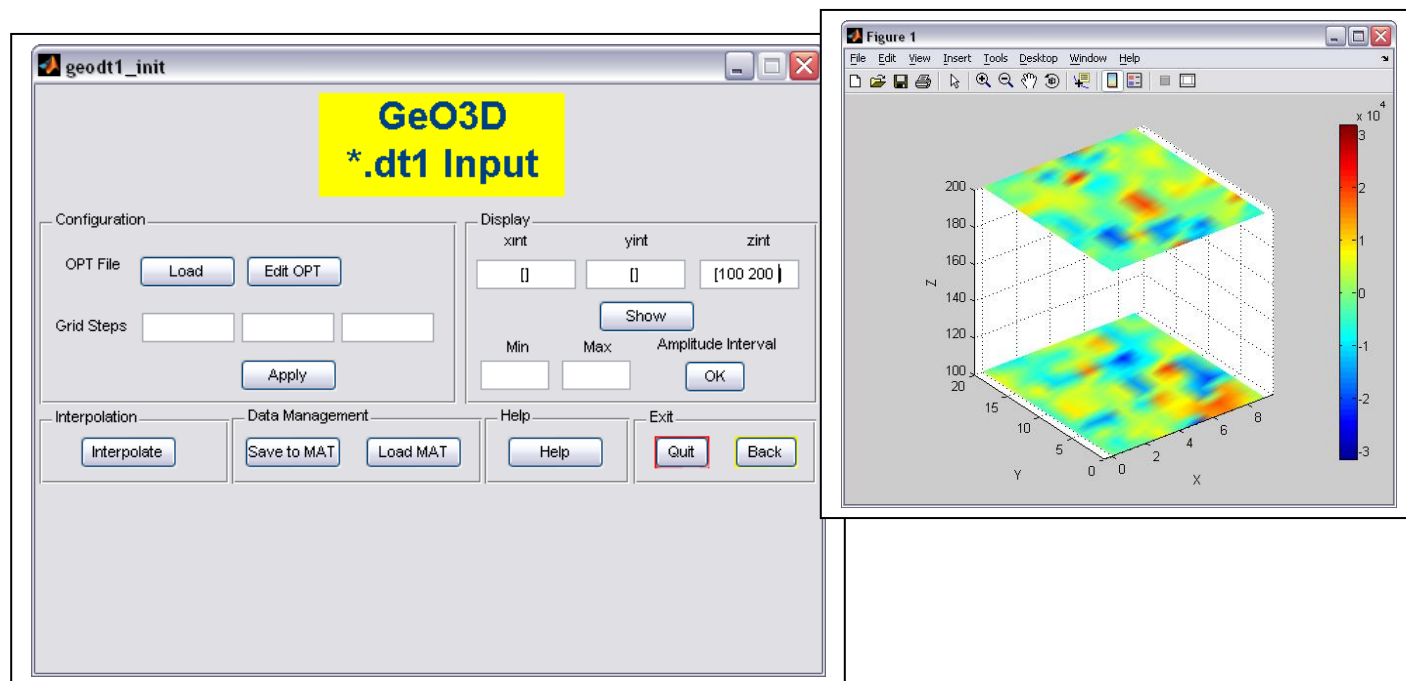 geodt1_init
GeO3D
*.dt1 Input
Configuration
OPT File Load Edit OPT
Grid Steps
Apply
Display
xint yint zint
[] [] [100 200 ]
Show
Min Max Amplitude Interval
OK
Interpolation
Interpolate
Data Management
Save to MAT Load MAT
Help
Help
Exit
Quit Back
Figure 1
File Edit View Insert Tools Desktop Window Help
x 10^4
3
2
1
0
-1
-2
-3
200
180
160
140
120
100
Z
20
15
10
5
0
Y
0
2
4
6
8
X